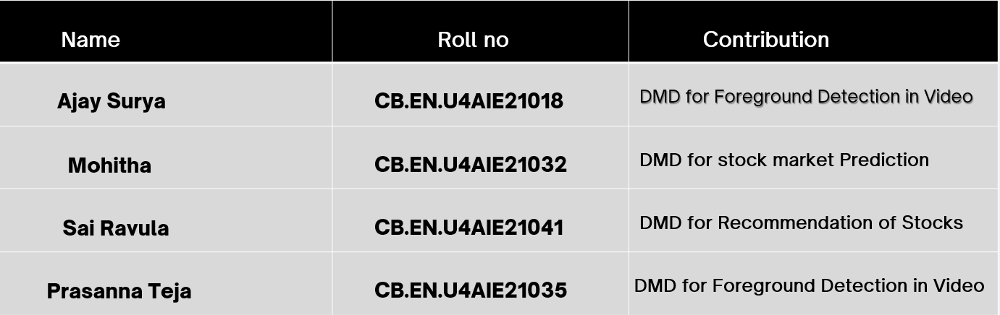 Name Roll no Contribution
Ajay Surya CB.EN.U4AIE21018 DMD for Foreground Detection in Video
Mohitha CB.EN.U4AIE21032 DMD for stock market Prediction
Sai Ravula CB.EN.U4AIE21041 DMD for Recommendation of Stocks
Prasanna Teja CB.EN.U4AIE21035 DMD for Foreground Detection in Video